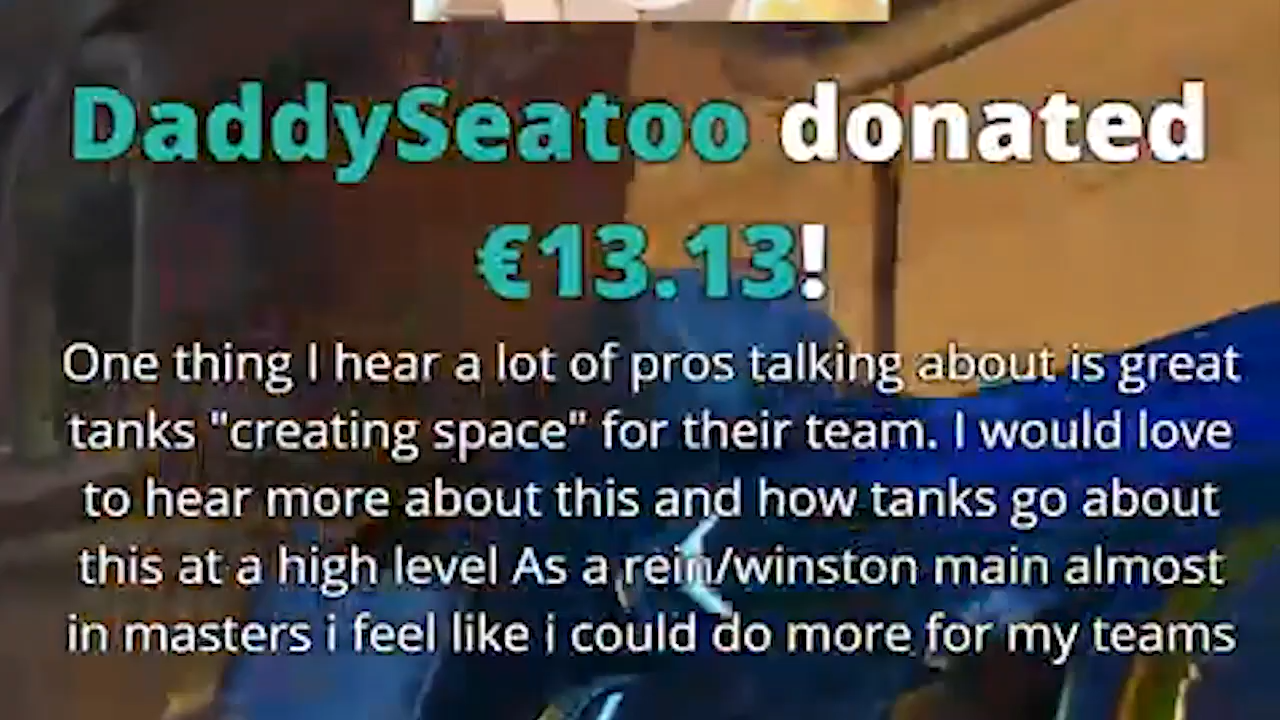 DaddySeatoo donated
€13.13!
One thing I hear a lot of pros talking about is great
tanks "creating space" for their team. I would love
to hear more about this and how tanks go about
this at a high level As a rein/winston main almost
in masters i feel like i could do more for my teams